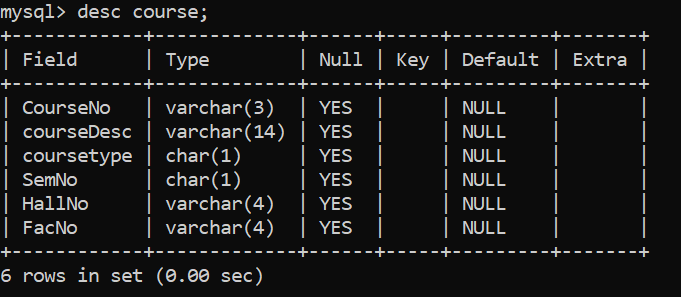 mysql> desc course;
+------------+-------------+------+-----+---------+-------+
| Field      | Type        | Null | Key | Default | Extra |
+------------+-------------+------+-----+---------+-------+
| CourseNo   | varchar(3)  | YES  |     | NULL    |       |
| courseDesc | varchar(14) | YES  |     | NULL    |       |
| coursetype | char(1)     | YES  |     | NULL    |       |
| SemNo      | char(1)     | YES  |     | NULL    |       |
| HallNo     | varchar(4)  | YES  |     | NULL    |       |
| FacNo      | varchar(4)  | YES  |     | NULL    |       |
+------------+-------------+------+-----+---------+-------+
6 rows in set (0.00 sec)